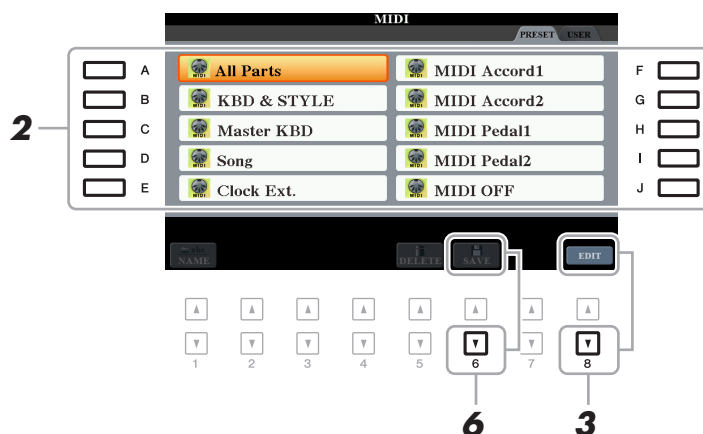 MIDI
PRESET USER
A All Parts MIDI Accord1 F
B KBD & STYLE MIDI Accord2 G
2 C Master KBD MIDI Pedal1 H
D Song MIDI Pedal2 I
E Clock Ext. MIDI OFF J
NAME DELETE SAVE EDIT
1 2 3 4 5 6 7 8
6 3